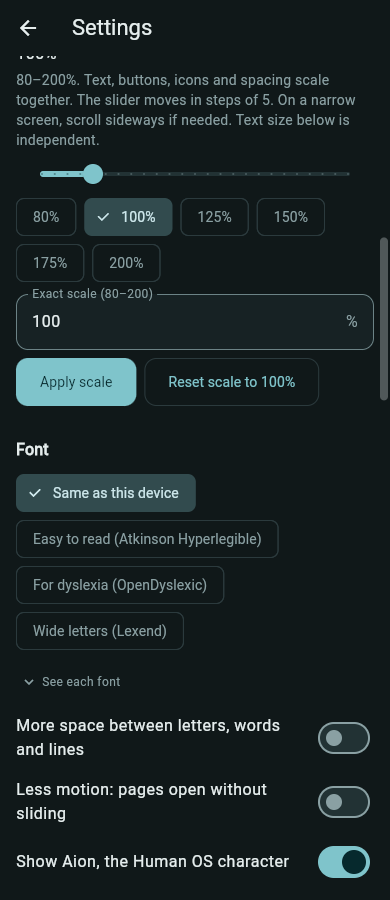 Settings
80–200%. Text, buttons, icons and spacing scale
together. The slider moves in steps of 5. On a narrow
screen, scroll sideways if needed. Text size below is
independent.
80%
100%
125%
150%
175%
200%
Exact scale (80–200)
100 %
Apply scale
Reset scale to 100%
Font
Same as this device
Easy to read (Atkinson Hyperlegible)
For dyslexia (OpenDyslexic)
Wide letters (Lexend)
See each font
More space between letters, words
and lines
Less motion: pages open without
sliding
Show Aion, the Human OS character